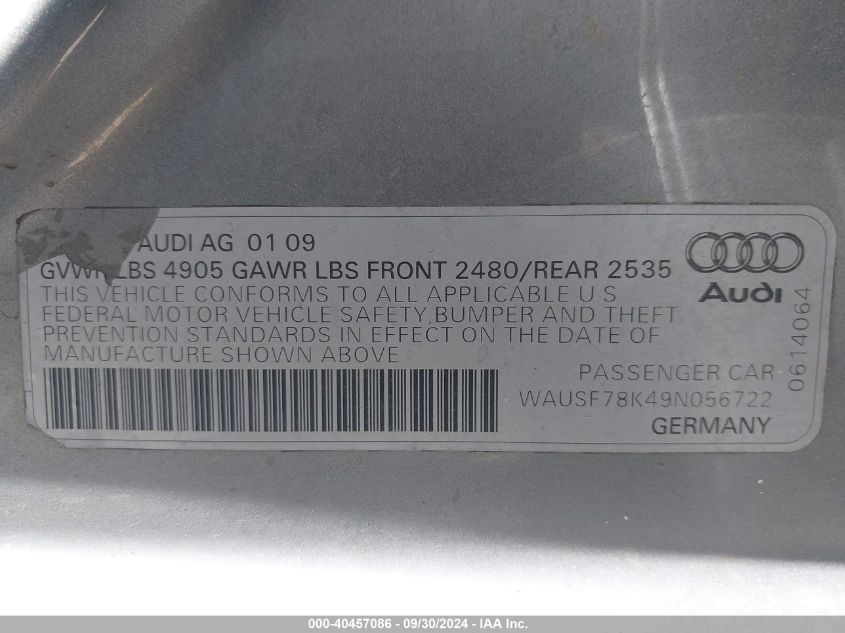 AUDI AG 01 09
GVWR LBS 4905 GAWR LBS FRONT 2480/REAR 2535
THIS VEHICLE CONFORMS TO ALL APPLICABLE U S
FEDERAL MOTOR VEHICLE SAFETY, BUMPER AND THEFT
PREVENTION STANDARDS IN EFFECT ON THE DATE OF
MANUFACTURE SHOWN ABOVE
Audi
PASSENGER CAR
WAUSF78K49N056722
GERMANY
0614064
000-40457086 - 09/30/2024 - IAA Inc.